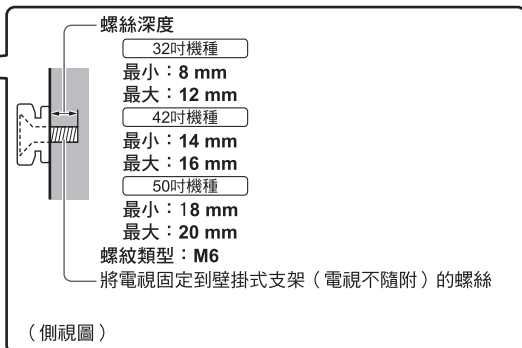 螺絲深度
32吋機種
最小：8 mm
最大：12 mm
42吋機種
最小：14 mm
最大：16 mm
50吋機種
最小：18 mm
最大：20 mm
螺紋類型：M6
將電視固定到壁掛式支架（電視不隨附）的螺絲
（側視圖）